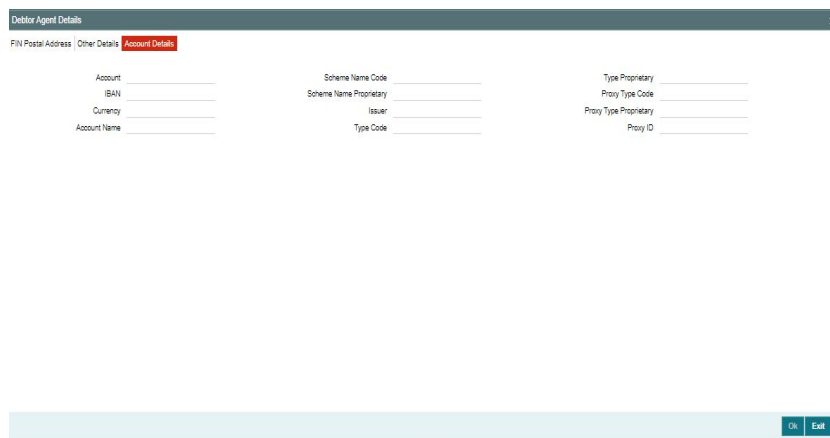 Debtor Agent Details
FIN Postal Address Other Details Account Details
Account Scheme Name Code Type Proprietary
IBAN Scheme Name Proprietary Proxy Type Code
Currency Issuer Proxy Type Proprietary
Account Name Type Code Proxy ID
Ok Exit